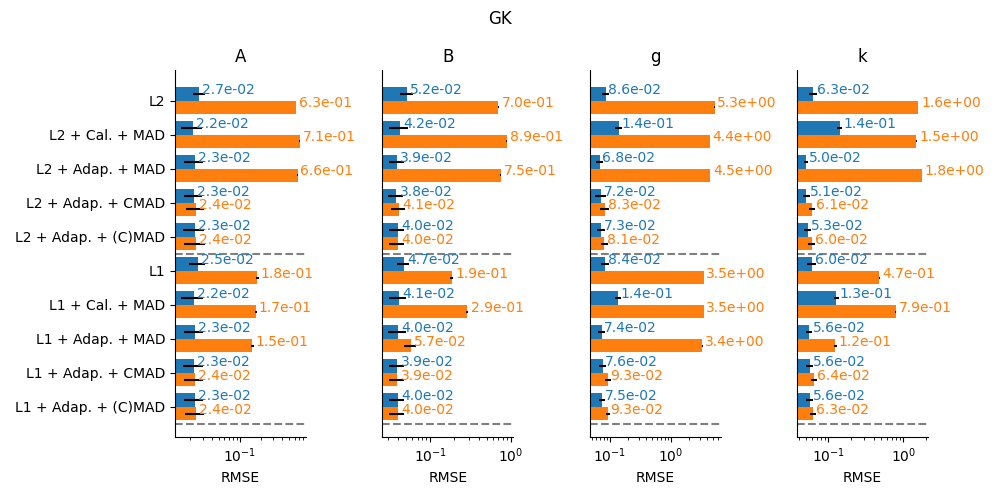 GK
A B g k
L2 2.7e-02 5.2e-02 8.6e-02 6.3e-02
6.3e-01 7.0e-01 5.3e+00 1.6e+00
L2 + Cal. + MAD 2.2e-02 4.2e-02 1.4e-01 1.4e-01
7.1e-01 8.9e-01 4.4e+00 1.5e+00
L2 + Adap. + MAD 2.3e-02 3.9e-02 6.8e-02 5.0e-02
6.6e-01 7.5e-01 4.5e+00 1.8e+00
L2 + Adap. + CMAD 2.3e-02 3.8e-02 7.2e-02 5.1e-02
2.4e-02 4.1e-02 8.3e-02 6.1e-02
L2 + Adap. + (C)MAD 2.3e-02 4.0e-02 7.3e-02 5.3e-02
2.4e-02 4.0e-02 8.1e-02 6.0e-02
L1 2.5e-02 4.7e-02 8.4e-02 6.0e-02
1.8e-01 1.9e-01 3.5e+00 4.7e-01
L1 + Cal. + MAD 2.2e-02 4.1e-02 1.4e-01 1.3e-01
1.7e-01 2.9e-01 3.5e+00 7.9e-01
L1 + Adap. + MAD 2.3e-02 4.0e-02 7.4e-02 5.6e-02
1.5e-01 5.7e-02 3.4e+00 1.2e-01
L1 + Adap. + CMAD 2.3e-02 3.9e-02 7.6e-02 5.6e-02
2.4e-02 3.9e-02 9.3e-02 6.4e-02
L1 + Adap. + (C)MAD 2.3e-02 4.0e-02 7.5e-02 5.6e-02
2.4e-02 4.0e-02 9.3e-02 6.3e-02
10⁻¹ 10⁻¹ 10⁰ 10⁻¹ 10⁰ 10⁻¹ 10⁰
RMSE RMSE RMSE RMSE